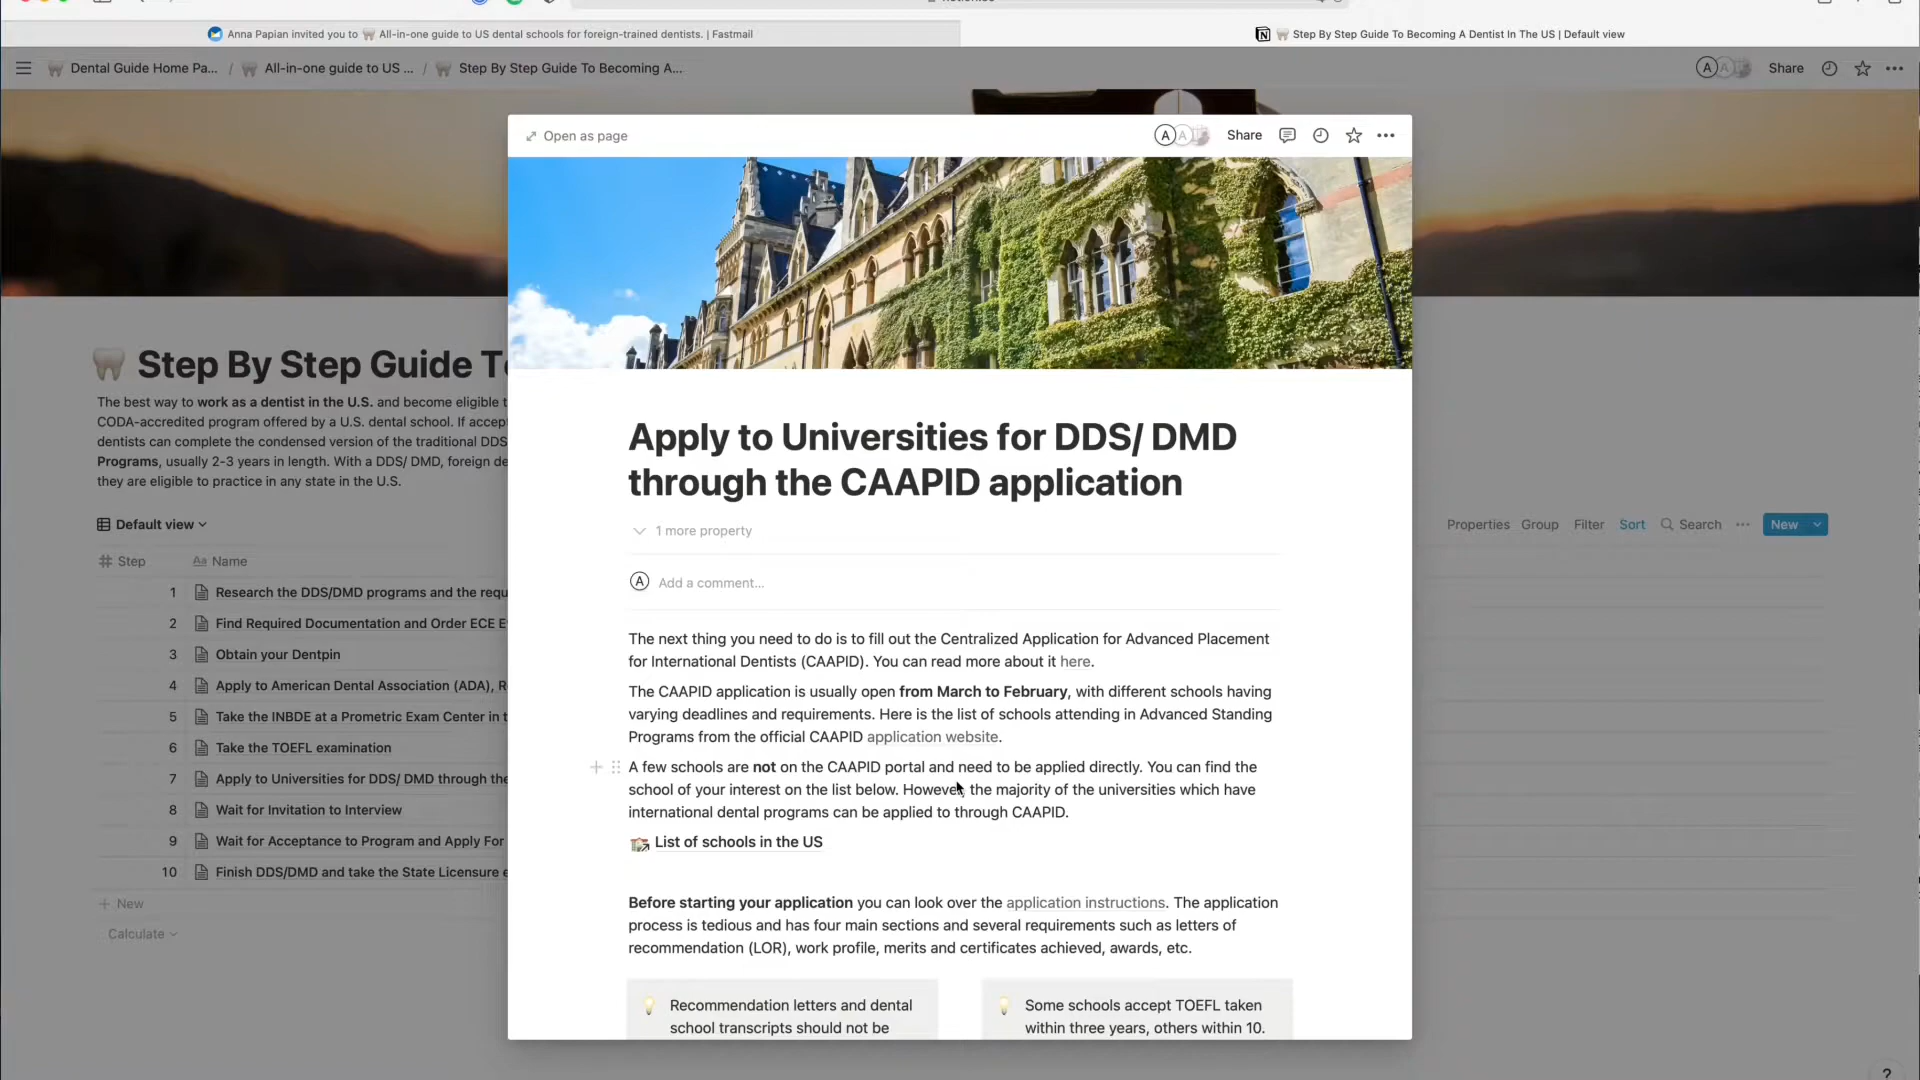 Anna Papian invited you to 🦷 All-in-one guide to US dental schools for foreign-trained dentists. | Fastmail
🦷 Step By Step Guide To Becoming A Dentist In The US | Default view
Dental Guide Home Pa... / All-in-one guide to US ... / Step By Step Guide To Becoming A...
A A Share
Open as page
A A Share
Step By Step Guide T
The best way to work as a dentist in the U.S. and become eligible t
CODA-accredited program offered by a U.S. dental school. If accep
dentists can complete the condensed version of the traditional DDS
Programs, usually 2-3 years in length. With a DDS/ DMD, foreign de
they are eligible to practice in any state in the U.S.
Default view
Properties Group Filter Sort Search New
# Step Aa Name
1 Research the DDS/DMD programs and the requ
2 Find Required Documentation and Order ECE E
3 Obtain your Dentpin
4 Apply to American Dental Association (ADA), R
5 Take the INBDE at a Prometric Exam Center in t
6 Take the TOEFL examination
7 Apply to Universities for DDS/ DMD through the
8 Wait for Invitation to Interview
9 Wait for Acceptance to Program and Apply For
10 Finish DDS/DMD and take the State Licensure e
+ New
Calculate
Apply to Universities for DDS/ DMD
through the CAAPID application
1 more property
A Add a comment...
The next thing you need to do is to fill out the Centralized Application for Advanced Placement
for International Dentists (CAAPID). You can read more about it here.
The CAAPID application is usually open from March to February, with different schools having
varying deadlines and requirements. Here is the list of schools attending in Advanced Standing
Programs from the official CAAPID application website.
A few schools are not on the CAAPID portal and need to be applied directly. You can find the
school of your interest on the list below. However, the majority of the universities which have
international dental programs can be applied to through CAAPID.
List of schools in the US
Before starting your application you can look over the application instructions. The application
process is tedious and has four main sections and several requirements such as letters of
recommendation (LOR), work profile, merits and certificates achieved, awards, etc.
Recommendation letters and dental
school transcripts should not be
Some schools accept TOEFL taken
within three years, others within 10.
?